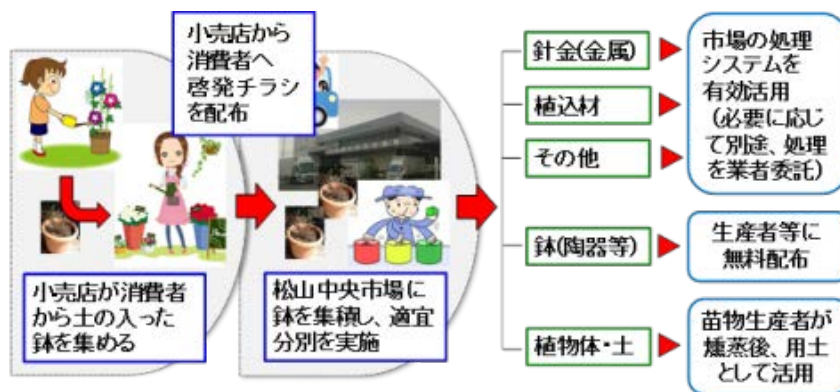 小売店から
消費者へ
啓発チラシ
を配布
小売店が消費者
から土の入った
鉢を集める
松山中央市場に
鉢を集積し、適宜
分別を実施
針金(金属)
植込材
その他
鉢(陶器等)
植物体・土
市場の処理
システムを
有効活用
(必要に応じ
て別途、処理
を業者委託)
生産者等に
無料配布
苗物生産者が
燻蒸後、用土
として活用